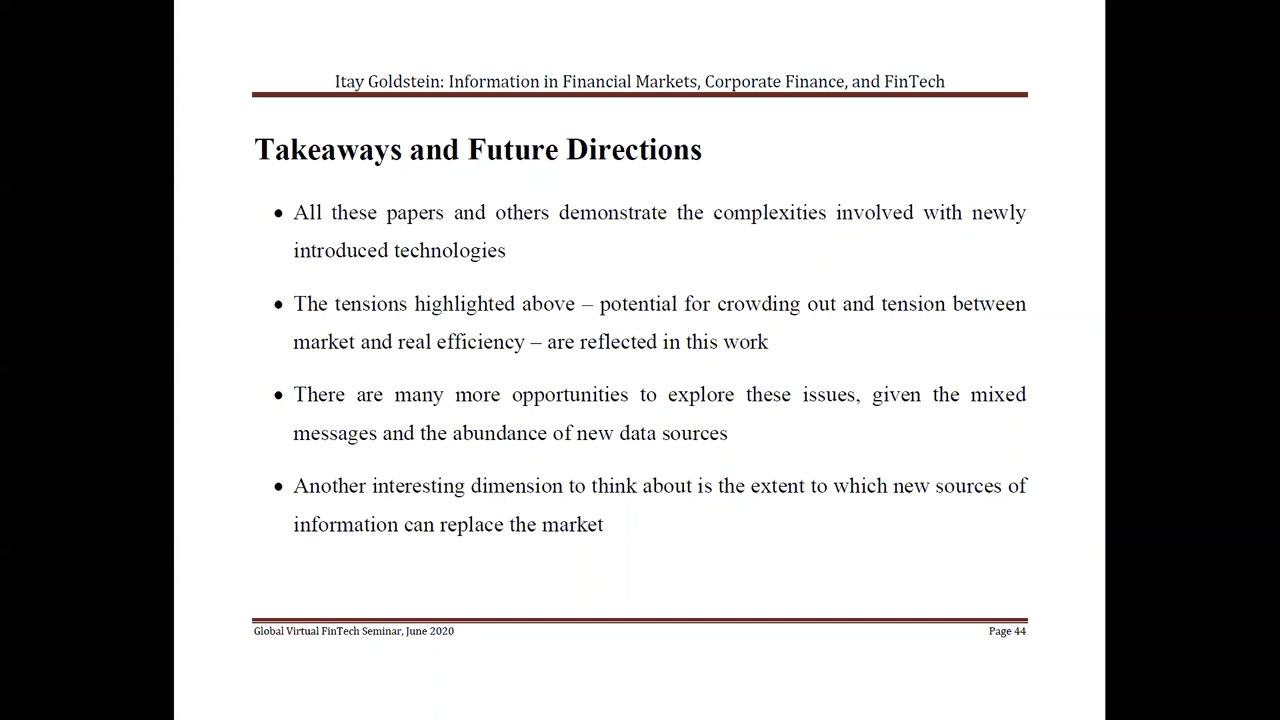 Itay Goldstein: Information in Financial Markets, Corporate Finance, and FinTech
Takeaways and Future Directions
• All these papers and others demonstrate the complexities involved with newly
introduced technologies
• The tensions highlighted above – potential for crowding out and tension between
market and real efficiency – are reflected in this work
• There are many more opportunities to explore these issues, given the mixed
messages and the abundance of new data sources
• Another interesting dimension to think about is the extent to which new sources of
information can replace the market
Global Virtual FinTech Seminar, June 2020
Page 44